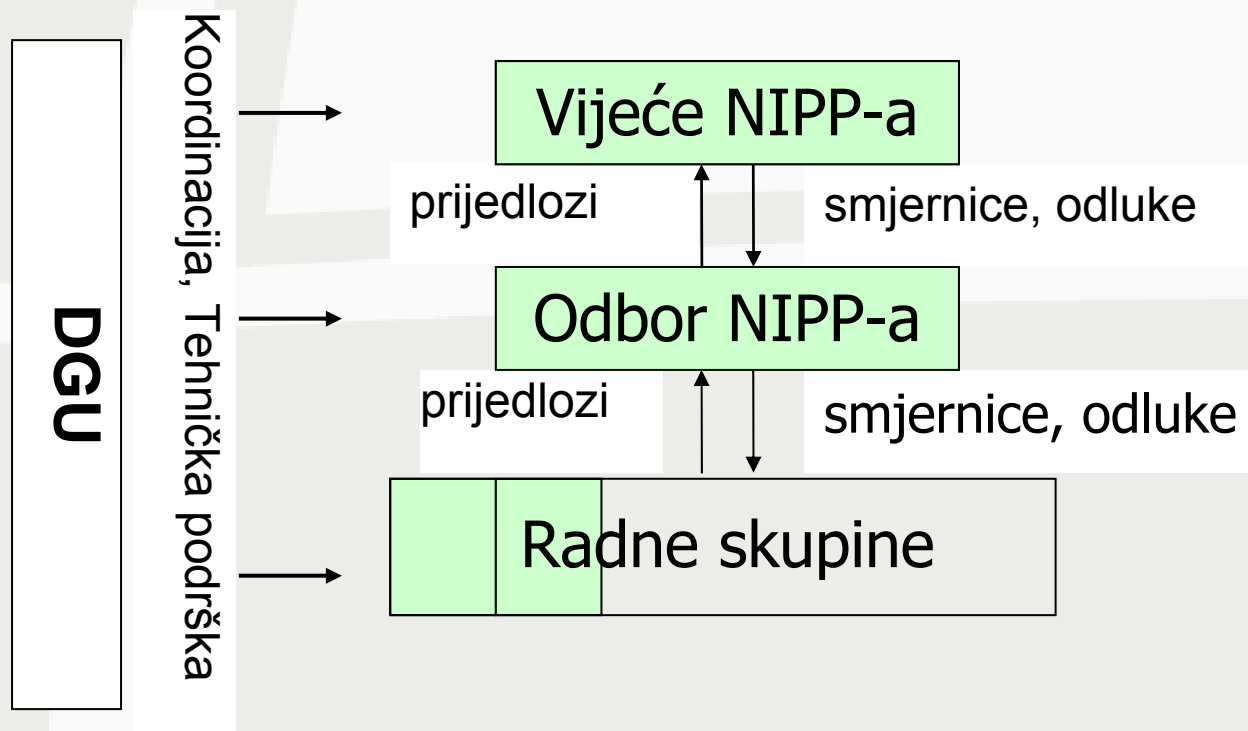 DGU
Koordinacija, Tehnička podrška
Vijeće NIPP-a
prijedlozi
smjernice, odluke
Odbor NIPP-a
prijedlozi
smjernice, odluke
Radne skupine